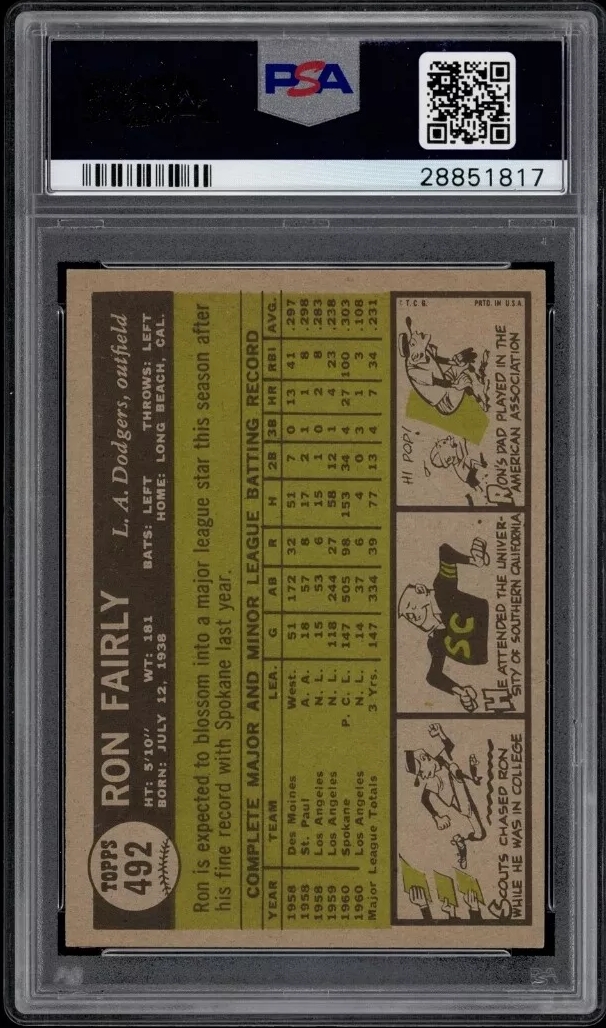 PSA
28851817
TOPPS
492
RON FAIRLY
L. A. Dodgers, outfield
HT: 5'10" WT: 181 BATS: LEFT THROWS: LEFT
BORN: JULY 12, 1938 HOME: LONG BEACH, CAL.
Ron is expected to blossom into a major league star this season after
his fine record with Spokane last year.
COMPLETE MAJOR AND MINOR LEAGUE BATTING RECORD
YEAR TEAM LEA. G AB R H 2B 3B HR RBI AVG.
1958 Des Moines West. 51 172 32 51 7 0 13 41 .297
1958 St. Paul A. A. 18 57 8 17 2 1 1 8 .298
1958 Los Angeles N. L. 15 53 6 15 1 0 2 8 .283
1959 Los Angeles N. L. 118 244 27 58 12 1 4 23 .238
1960 Spokane P. C. L. 147 505 98 153 34 4 27 100 .303
1960 Los Angeles N. L. 14 37 6 4 0 3 1 3 .108
Major League Totals 3 Yrs. 147 334 39 77 13 4 7 34 .231
SCOUTS CHASED RON
WHILE HE WAS IN COLLEGE
SC
HE ATTENDED THE UNIVER-
SITY OF SOUTHERN CALIFORNIA
T. C. G. PRTD. IN U.S.A.
HI POP!
RON'S DAD PLAYED IN THE
AMERICAN ASSOCIATION